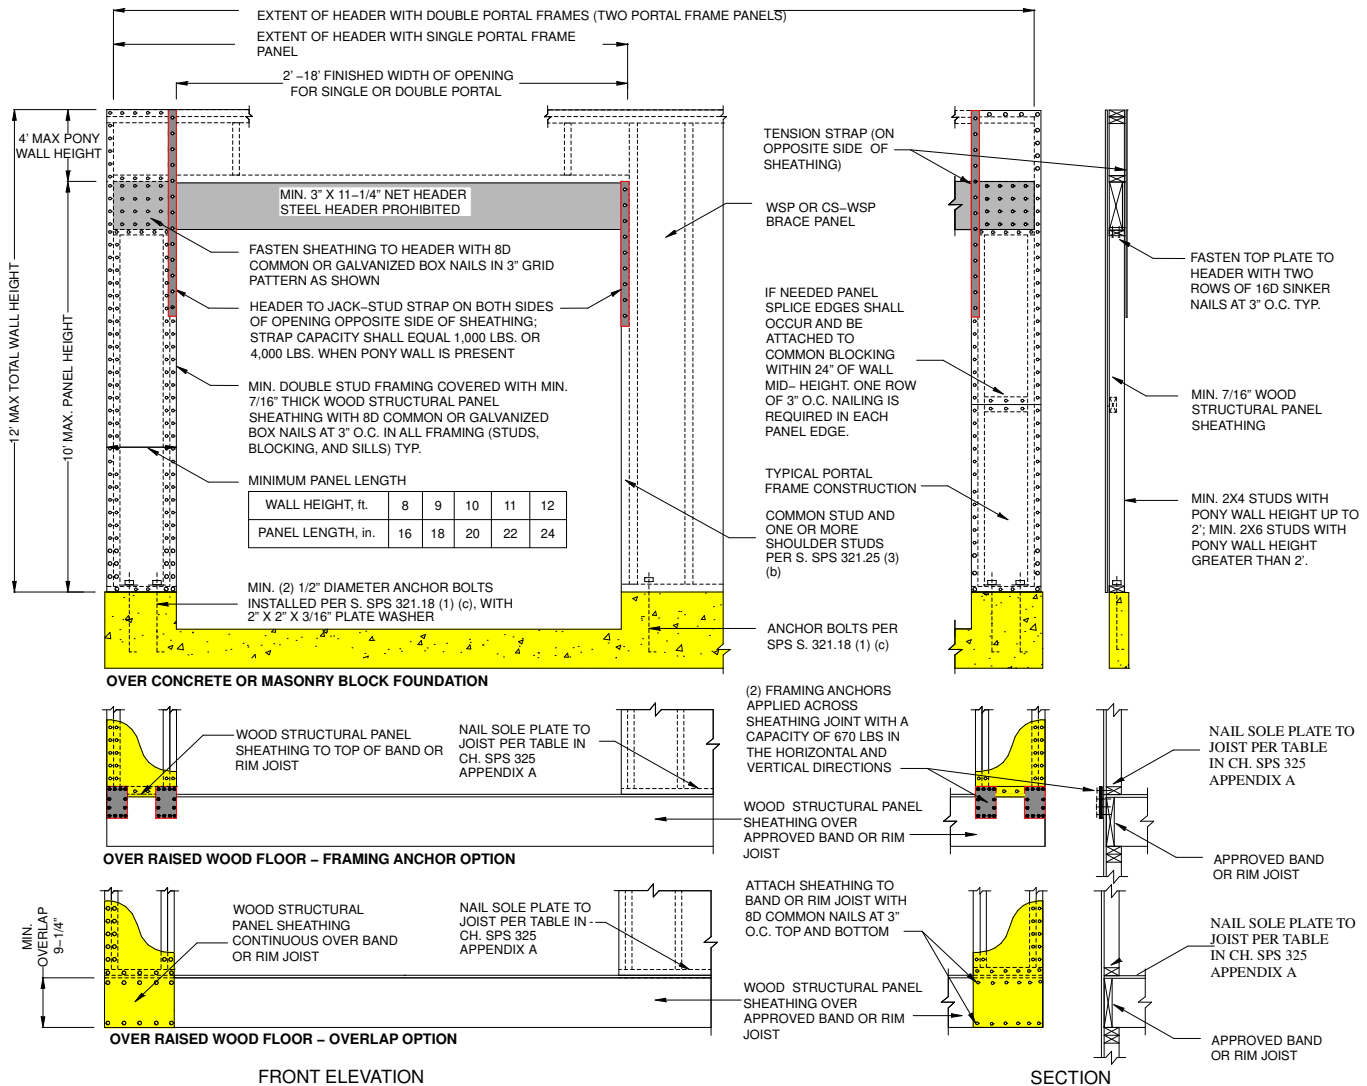 EXTENT OF HEADER WITH DOUBLE PORTAL FRAMES (TWO PORTAL FRAME PANELS)
EXTENT OF HEADER WITH SINGLE PORTAL FRAME
PANEL
2' –18' FINISHED WIDTH OF OPENING
FOR SINGLE OR DOUBLE PORTAL
4' MAX PONY
WALL HEIGHT
12' MAX TOTAL WALL HEIGHT
10' MAX. PANEL HEIGHT
MIN. 3" X 11–1/4" NET HEADER
STEEL HEADER PROHIBITED
FASTEN SHEATHING TO HEADER WITH 8D
COMMON OR GALVANIZED BOX NAILS IN 3" GRID
PATTERN AS SHOWN
HEADER TO JACK–STUD STRAP ON BOTH SIDES
OF OPENING OPPOSITE SIDE OF SHEATHING;
STRAP CAPACITY SHALL EQUAL 1,000 LBS. OR
4,000 LBS. WHEN PONY WALL IS PRESENT
MIN. DOUBLE STUD FRAMING COVERED WITH MIN.
7/16" THICK WOOD STRUCTURAL PANEL
SHEATHING WITH 8D COMMON OR GALVANIZED
BOX NAILS AT 3" O.C. IN ALL FRAMING (STUDS,
BLOCKING, AND SILLS) TYP.
MINIMUM PANEL LENGTH
WALL HEIGHT, ft. 8 9 10 11 12
PANEL LENGTH, in. 16 18 20 22 24
MIN. (2) 1/2" DIAMETER ANCHOR BOLTS
INSTALLED PER S. SPS 321.18 (1) (c), WITH
2" X 2" X 3/16" PLATE WASHER
TENSION STRAP (ON
OPPOSITE SIDE OF
SHEATHING)
WSP OR CS–WSP
BRACE PANEL
IF NEEDED PANEL
SPLICE EDGES SHALL
OCCUR AND BE
ATTACHED TO
COMMON BLOCKING
WITHIN 24" OF WALL
MID– HEIGHT. ONE ROW
OF 3" O.C. NAILING IS
REQUIRED IN EACH
PANEL EDGE.
TYPICAL PORTAL
FRAME CONSTRUCTION
COMMON STUD AND
ONE OR MORE
SHOULDER STUDS
PER S. SPS 321.25 (3)
(b)
ANCHOR BOLTS PER
SPS S. 321.18 (1) (c)
FASTEN TOP PLATE TO
HEADER WITH TWO
ROWS OF 16D SINKER
NAILS AT 3" O.C. TYP.
MIN. 7/16" WOOD
STRUCTURAL PANEL
SHEATHING
MIN. 2X4 STUDS WITH
PONY WALL HEIGHT UP TO
2'; MIN. 2X6 STUDS WITH
PONY WALL HEIGHT
GREATER THAN 2'.
OVER CONCRETE OR MASONRY BLOCK FOUNDATION
WOOD STRUCTURAL PANEL
SHEATHING TO TOP OF BAND OR
RIM JOIST
NAIL SOLE PLATE TO
JOIST PER TABLE IN
CH. SPS 325
APPENDIX A
(2) FRAMING ANCHORS
APPLIED ACROSS
SHEATHING JOINT WITH A
CAPACITY OF 670 LBS IN
THE HORIZONTAL AND
VERTICAL DIRECTIONS
WOOD STRUCTURAL PANEL
SHEATHING OVER
APPROVED BAND OR RIM
JOIST
NAIL SOLE PLATE TO
JOIST PER TABLE
IN CH. SPS 325
APPENDIX A
APPROVED BAND
OR RIM JOIST
OVER RAISED WOOD FLOOR – FRAMING ANCHOR OPTION
MIN.
OVERLAP
9–1/4"
WOOD STRUCTURAL
PANEL SHEATHING
CONTINUOUS OVER BAND
OR RIM JOIST
NAIL SOLE PLATE TO
JOIST PER TABLE IN
CH. SPS 325
APPENDIX A
ATTACH SHEATHING TO
BAND OR RIM JOIST WITH
8D COMMON NAILS AT 3"
O.C. TOP AND BOTTOM
WOOD STRUCTURAL PANEL
SHEATHING OVER
APPROVED BAND OR RIM
JOIST
NAIL SOLE PLATE TO
JOIST PER TABLE
IN CH. SPS 325
APPENDIX A
APPROVED BAND
OR RIM JOIST
OVER RAISED WOOD FLOOR – OVERLAP OPTION
FRONT ELEVATION
SECTION